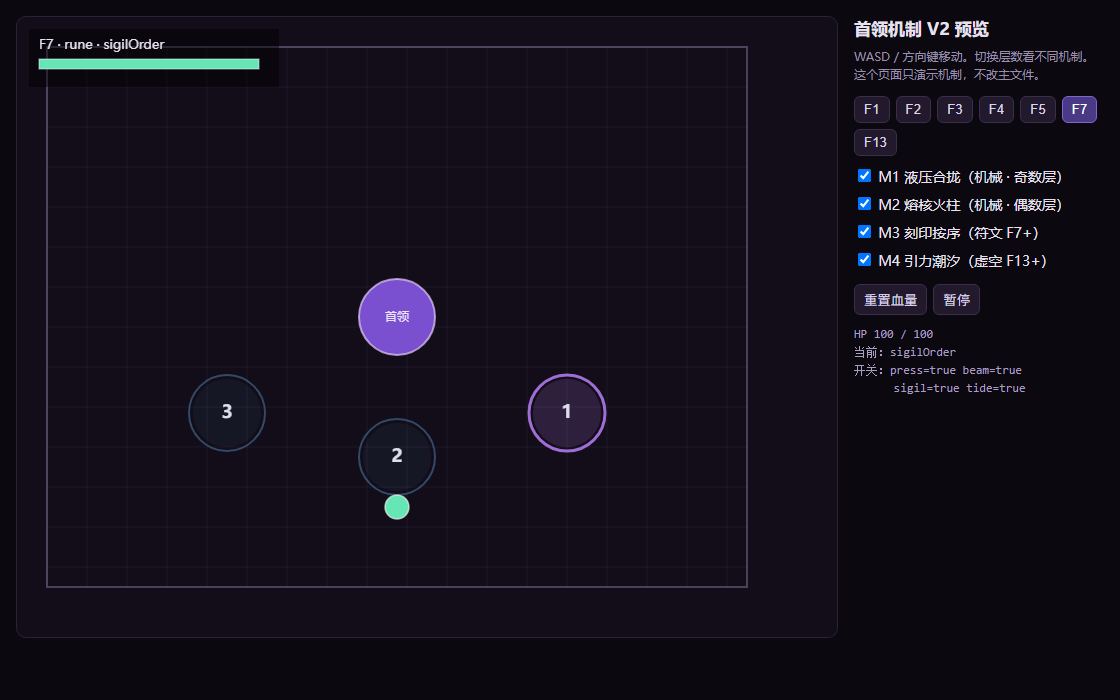 F7 · rune · sigilOrder
首领
3
2
1
首领机制 V2 预览
WASD / 方向键移动。切换层数看不同机制。
这个页面只演示机制，不改主文件。
F1 F2 F3 F4 F5 F7
F13
M1 液压合拢（机械 · 奇数层）
M2 熔核火柱（机械 · 偶数层）
M3 刻印按序（符文 F7+）
M4 引力潮汐（虚空 F13+）
重置血量 暂停
HP 100 / 100
当前: sigilOrder
开关: press=true beam=true
sigil=true tide=true